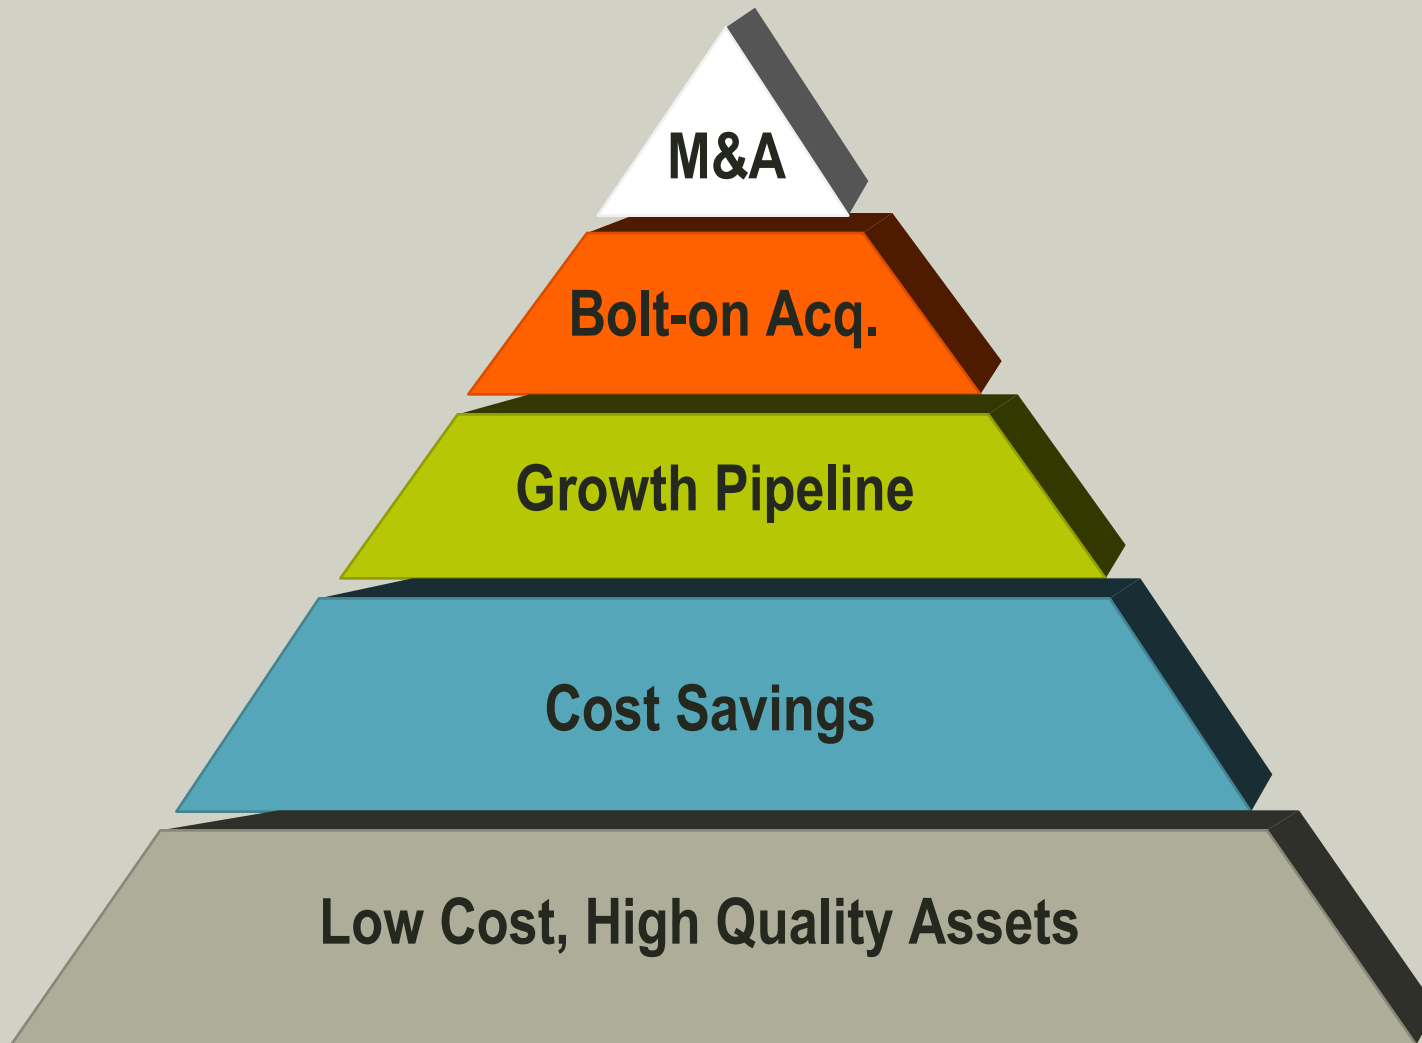 M&A
Bolt-on Acq.
Growth Pipeline
Cost Savings
Low Cost, High Quality Assets